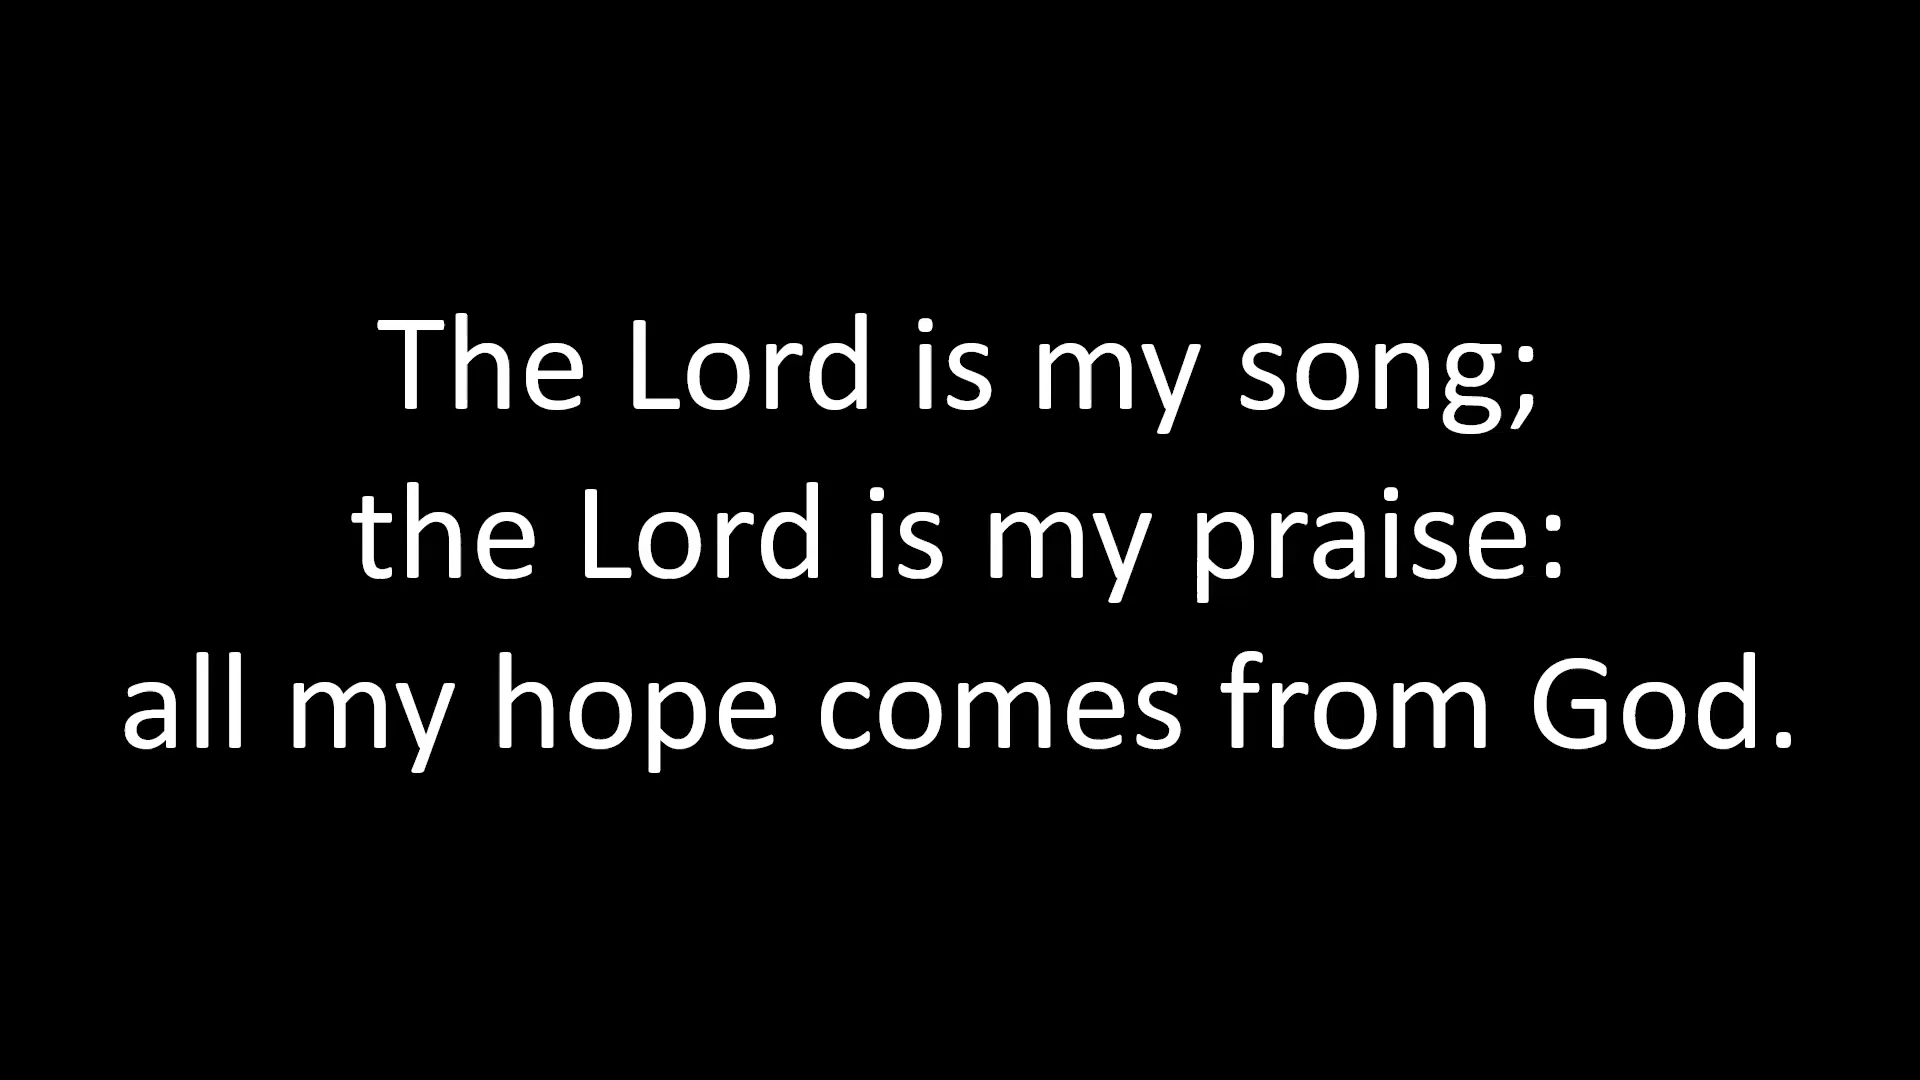 The Lord is my song;
the Lord is my praise:
all my hope comes from God.